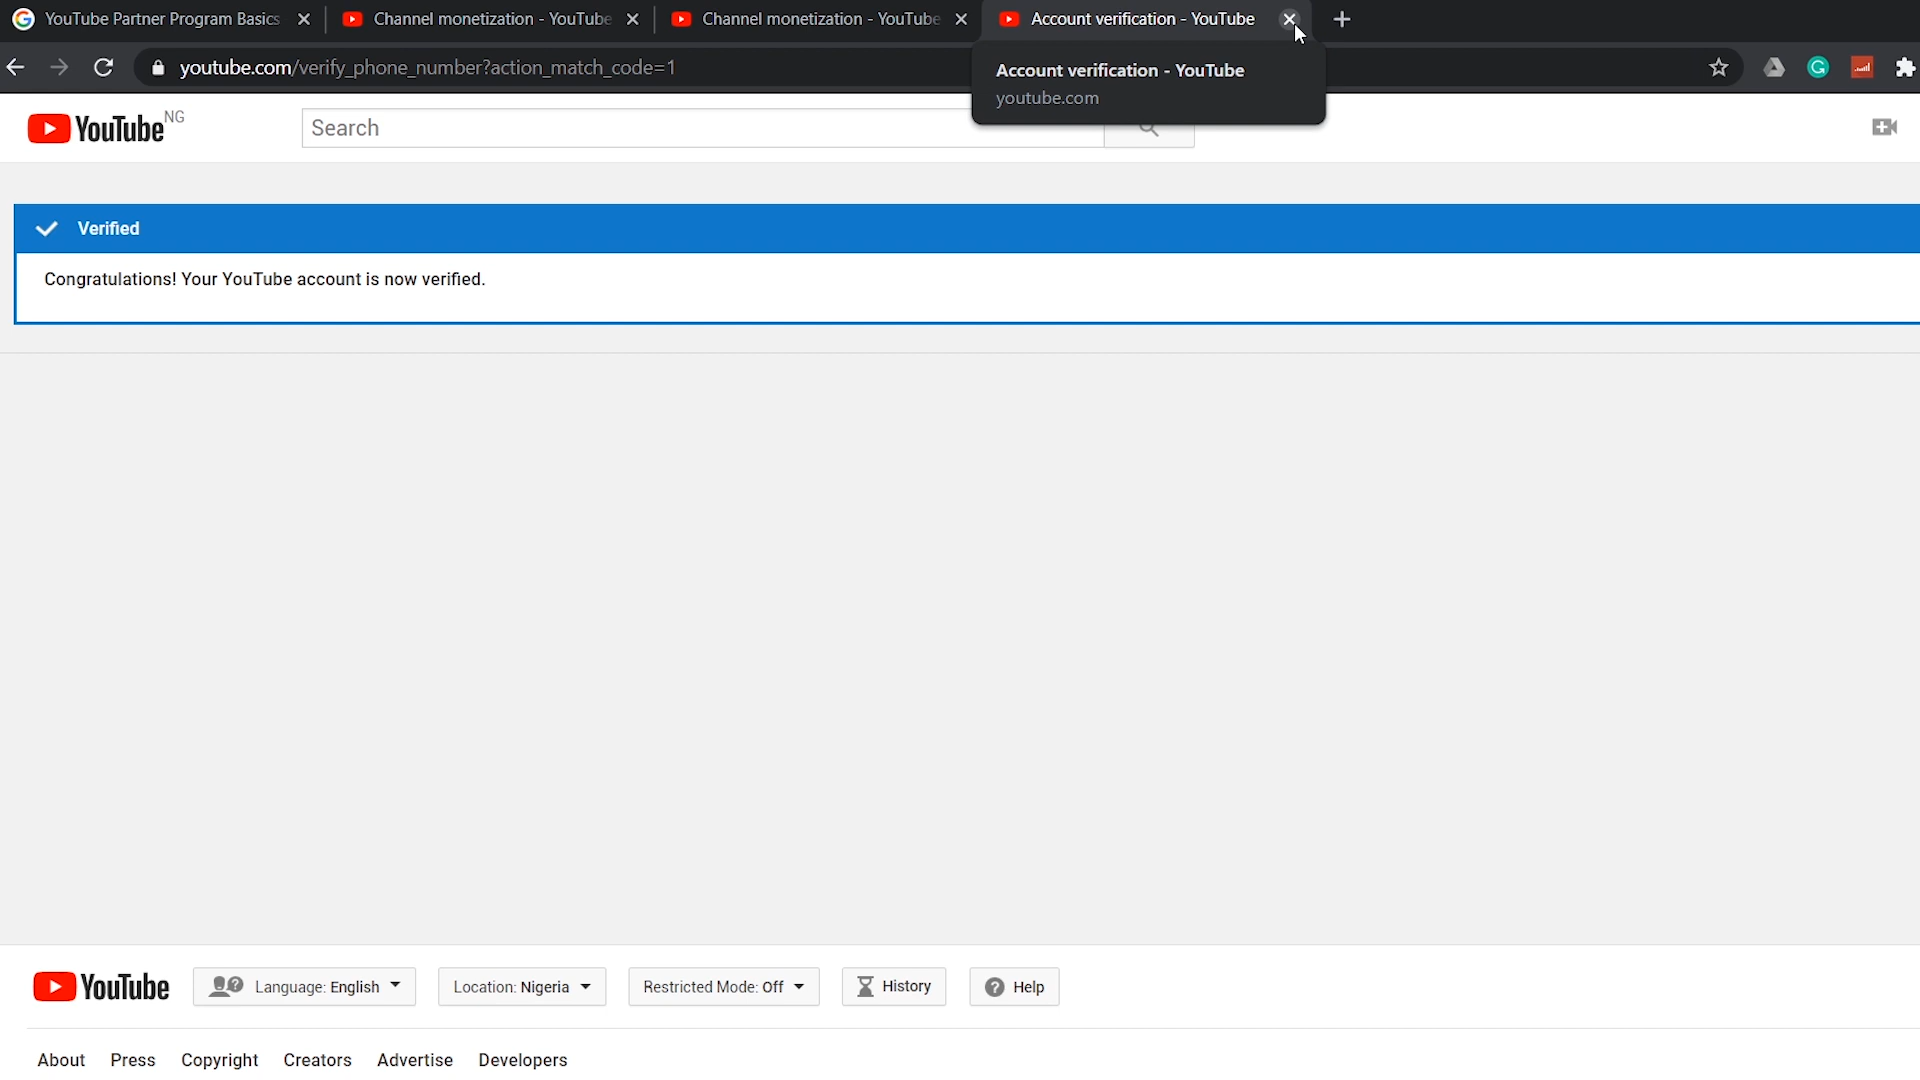 YouTube Partner Program Basics
Channel monetization - YouTube
Channel monetization - YouTube
Account verification - YouTube
youtube.com/verify_phone_number?action_match_code=1
Account verification - YouTube
youtube.com
YouTube NG
Search
Verified
Congratulations! Your YouTube account is now verified.
YouTube Language: English Location: Nigeria Restricted Mode: Off History Help
About Press Copyright Creators Advertise Developers